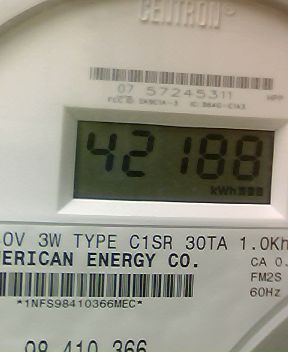 CENTRON®
07 57245311
42188
kWh
0V 3W TYPE C1SR 30TA 1.0Kh
ERICAN ENERGY CO.
CA 0.
FM2S
60Hz
*1NFS98410366MEC*
98 410 366